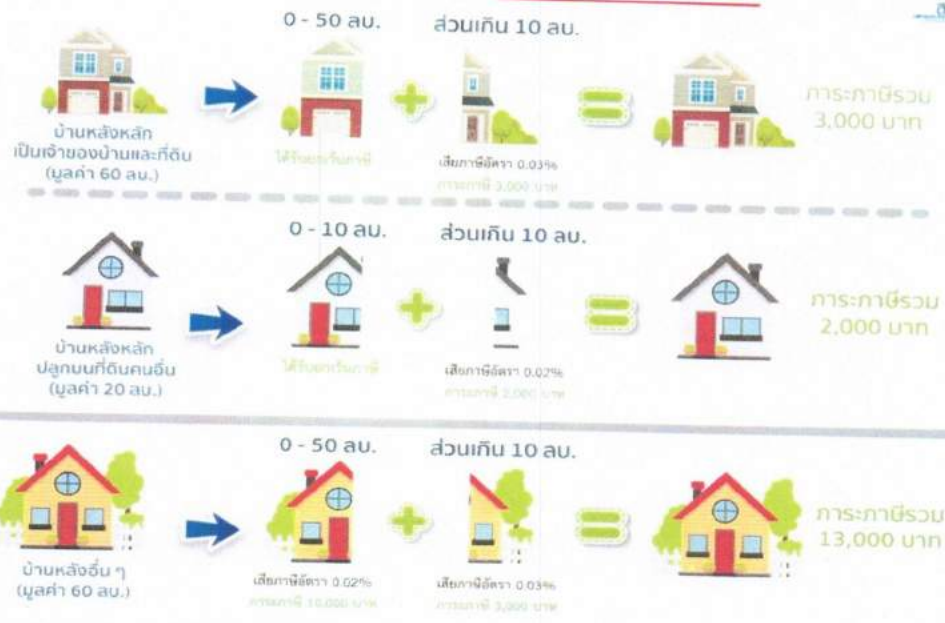 0 - 50 ลบ.
ส่วนเกิน 10 ลบ.
บ้านหลังหลัก
เป็นเจ้าของบ้านและที่ดิน
(มูลค่า 60 ลบ.)
ได้รับยกเว้นภาษี
เสียภาษีอัตรา 0.03%
ภาระภาษี 3,000 บาท
ภาระภาษีรวม
3,000 บาท
0 - 10 ลบ.
ส่วนเกิน 10 ลบ.
บ้านหลังหลัก
ปลูกบนที่ดินคนอื่น
(มูลค่า 20 ลบ.)
ได้รับยกเว้นภาษี
เสียภาษีอัตรา 0.02%
ภาระภาษี 2,000 บาท
ภาระภาษีรวม
2,000 บาท
0 - 50 ลบ.
ส่วนเกิน 10 ลบ.
บ้านหลังอื่น ๆ
(มูลค่า 60 ลบ.)
เสียภาษีอัตรา 0.02%
ภาระภาษี 10,000 บาท
เสียภาษีอัตรา 0.03%
ภาระภาษี 3,000 บาท
ภาระภาษีรวม
13,000 บาท